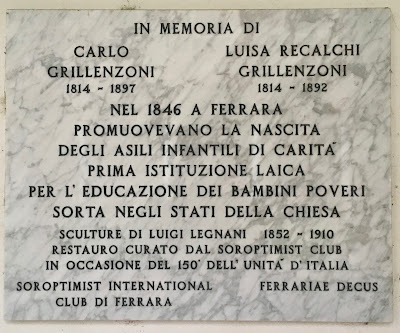 IN MEMORIA DI
CARLO LUISA RECALCHI
GRILLENZONI GRILLENZONI
1814 ~ 1897 1814 ~ 1892
NEL 1846 A FERRARA
PROMUOVEVANO LA NASCITA
DEGLI ASILI INFANTILI DI CARITA'
PRIMA ISTITUZIONE LAICA
PER L' EDUCAZIONE DEI BAMBINI POVERI
SORTA NEGLI STATI DELLA CHIESA
SCULTURE DI LUIGI LEGNANI 1852 ~ 1910
RESTAURO CURATO DAL SOROPTIMIST CLUB
IN OCCASIONE DEL 150° DELL' UNITA' D' ITALIA
SOROPTIMIST INTERNATIONAL FERRARIAE DECUS
CLUB DI FERRARA